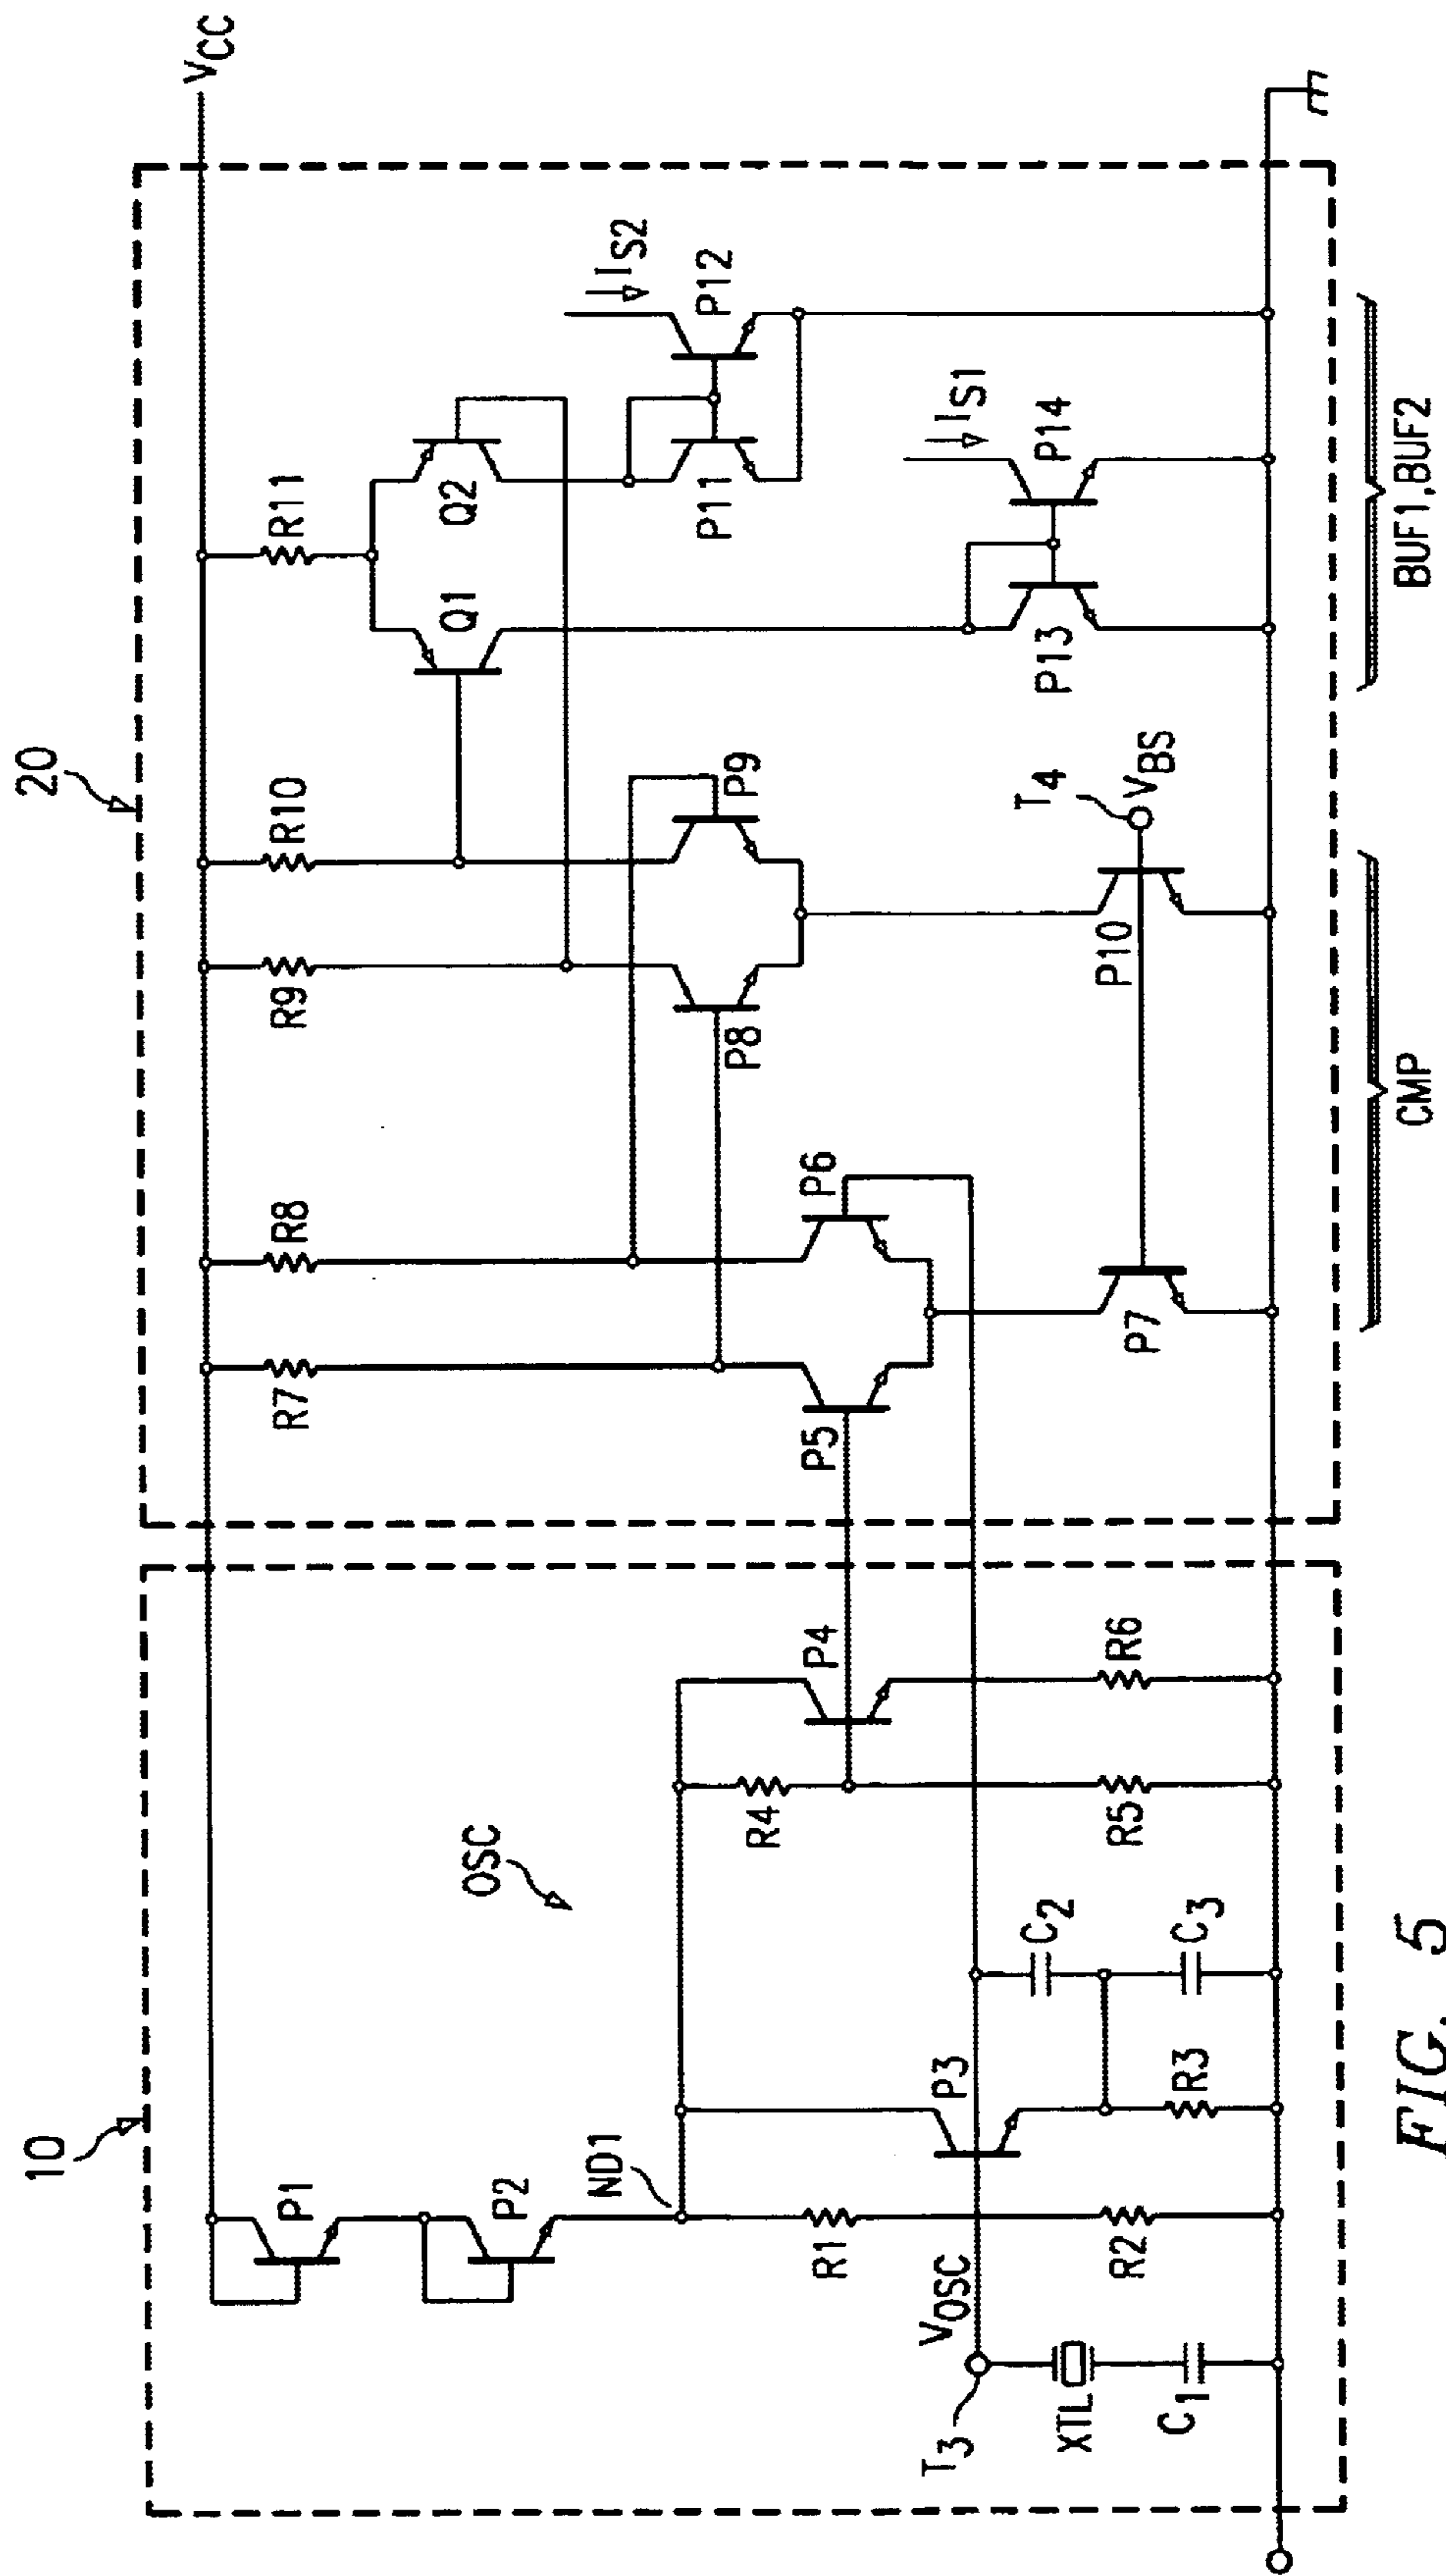 10
20
VCC
P1
P2
ND1
OSC
R1
R2
VOSC
T3
XTL
C1
P3
R3
C2
C3
R4
R5
P4
R6
R7
R8
P5
P6
P7
R9
R10
P8
P9
P10
T4
VBS
R11
Q1
Q2
P11
P12
IS2
P13
P14
IS1
CMP
BUF1,BUF2
FIG. 5